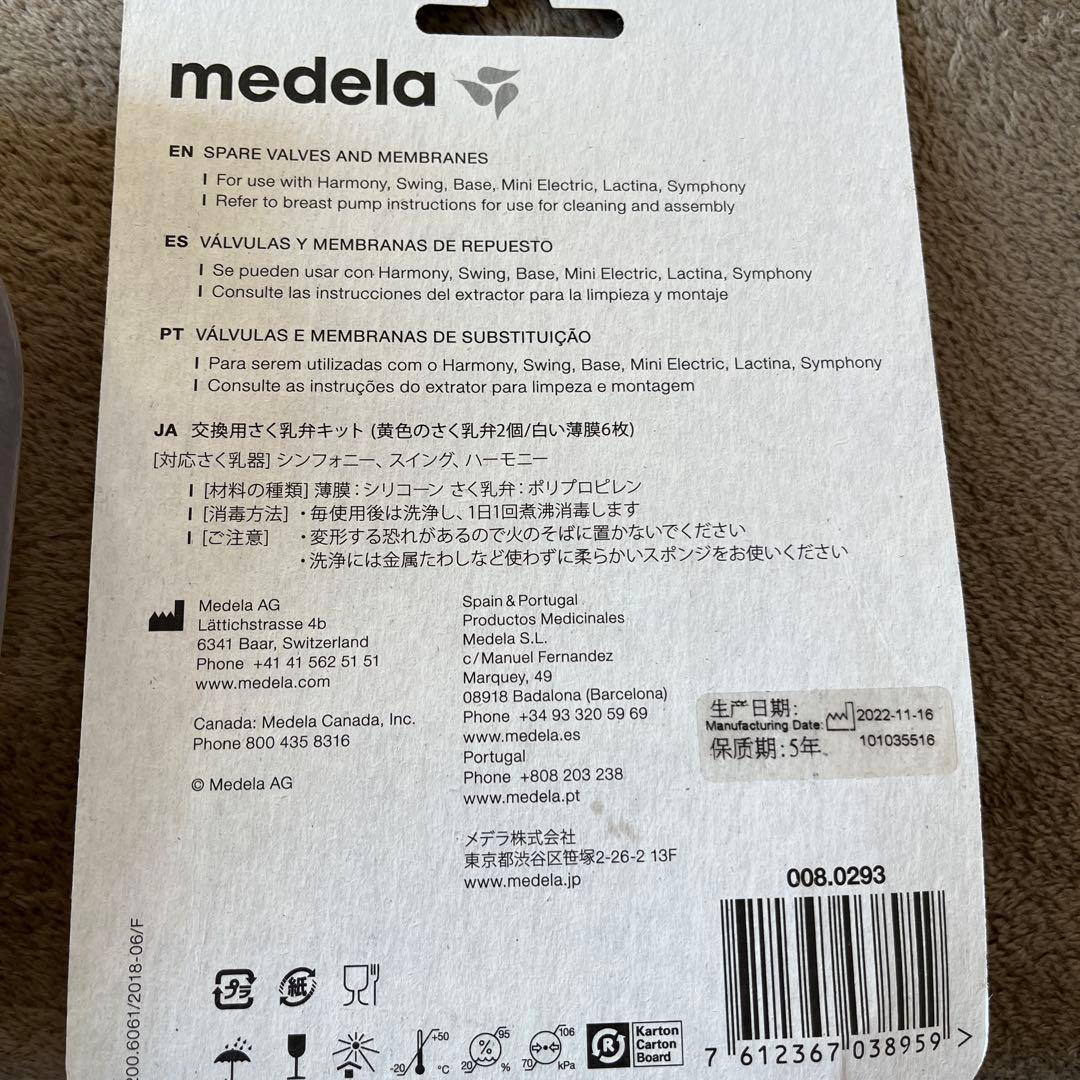 medela
EN SPARE VALVES AND MEMBRANES
I For use with Harmony, Swing, Base, Mini Electric, Lactina, Symphony
I Refer to breast pump instructions for use for cleaning and assembly
ES VÁLVULAS Y MEMBRANAS DE REPUESTO
I Se pueden usar con Harmony, Swing, Base, Mini Electric, Lactina, Symphony
I Consulte las instrucciones del extractor para la limpieza y montaje
PT VÁLVULAS E MEMBRANAS DE SUBSTITUIÇÃO
I Para serem utilizadas com o Harmony, Swing, Base, Mini Electric, Lactina, Symphony
I Consulte as instruções do extrator para limpeza e montagem
JA 交換用さく乳弁キット (黄色のさく乳弁2個/白い薄膜6枚)
[対応さく乳器] シンフォニー、スイング、ハーモニー
I [材料の種類] 薄膜：シリコーン さく乳弁：ポリプロピレン
I [消毒方法] ・毎使用後は洗浄し、1日1回煮沸消毒します
I [ご注意] ・変形する恐れがあるので火のそばに置かないでください
・洗浄には金属たわしなど使わずに柔らかいスポンジをお使いください
Medela AG
Lättichstrasse 4b
6341 Baar, Switzerland
Phone +41 41 562 51 51
www.medela.com
Canada: Medela Canada, Inc.
Phone 800 435 8316
© Medela AG
Spain & Portugal
Productos Medicinales
Medela S.L.
c/Manuel Fernandez
Marquey, 49
08918 Badalona (Barcelona)
Phone +34 93 320 59 69
www.medela.es
Portugal
Phone +808 203 238
www.medela.pt
メデラ株式会社
東京都渋谷区笹塚2-26-2 13F
www.medela.jp
生产日期:
Manufacturing Date: 2022-11-16
保质期:5年 101035516
008.0293
7 612367 038959 >
200.6061/2018-06/F
プラ
紙
-20 +50 °C
20 % 95 %
70 106 kPa
R
Karton
Carton
Board